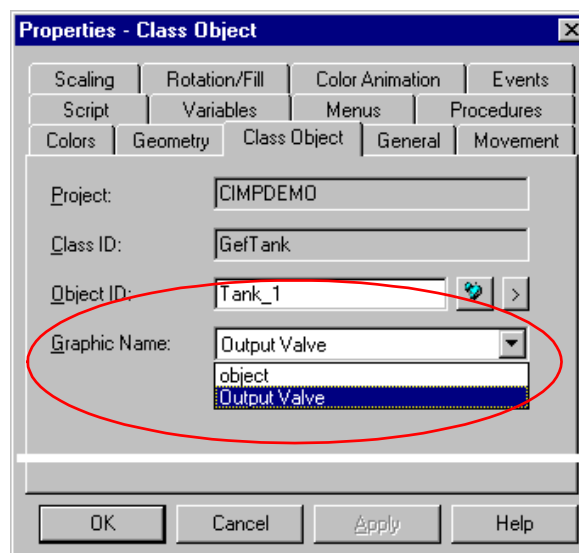 Properties - Class Object
Scaling Rotation/Fill Color Animation Events
Script Variables Menus Procedures
Colors Geometry Class Object General Movement
Project: CIMPDEMO
Class ID: GefTank
Object ID: Tank_1 >
Graphic Name: Output Valve
object
Output Valve
OK Cancel Apply Help